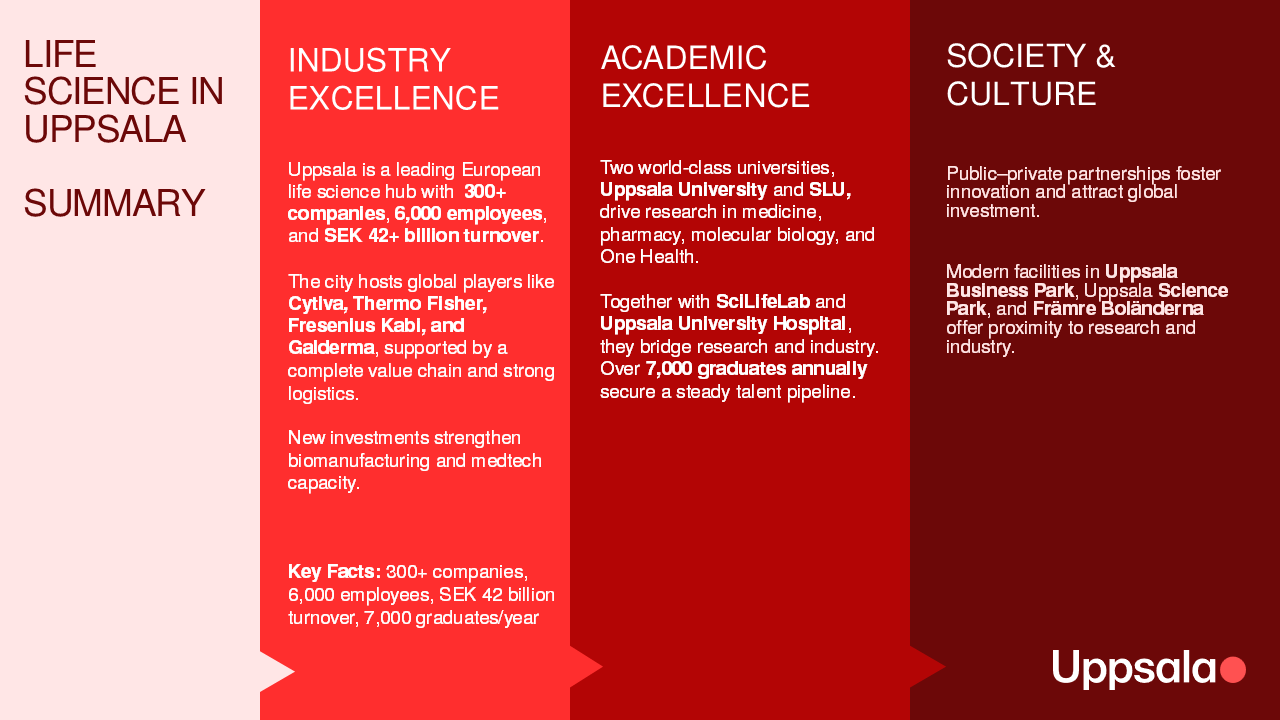 LIFE
SCIENCE IN
UPPSALA
SUMMARY
INDUSTRY
EXCELLENCE
Uppsala is a leading European
life science hub with 300+
companies, 6,000 employees,
and SEK 42+ billion turnover.
The city hosts global players like
Cytiva, Thermo Fisher,
Fresenius Kabi, and
Galderma, supported by a
complete value chain and strong
logistics.
New investments strengthen
biomanufacturing and medtech
capacity.
Key Facts: 300+ companies,
6,000 employees, SEK 42 billion
turnover, 7,000 graduates/year
ACADEMIC
EXCELLENCE
Two world-class universities,
Uppsala University and SLU,
drive research in medicine,
pharmacy, molecular biology, and
One Health.
Together with SciLifeLab and
Uppsala University Hospital,
they bridge research and industry.
Over 7,000 graduates annually
secure a steady talent pipeline.
SOCIETY &
CULTURE
Public–private partnerships foster
innovation and attract global
investment.
Modern facilities in Uppsala
Business Park, Uppsala Science
Park, and Främre Boländerna
offer proximity to research and
industry.
Uppsala